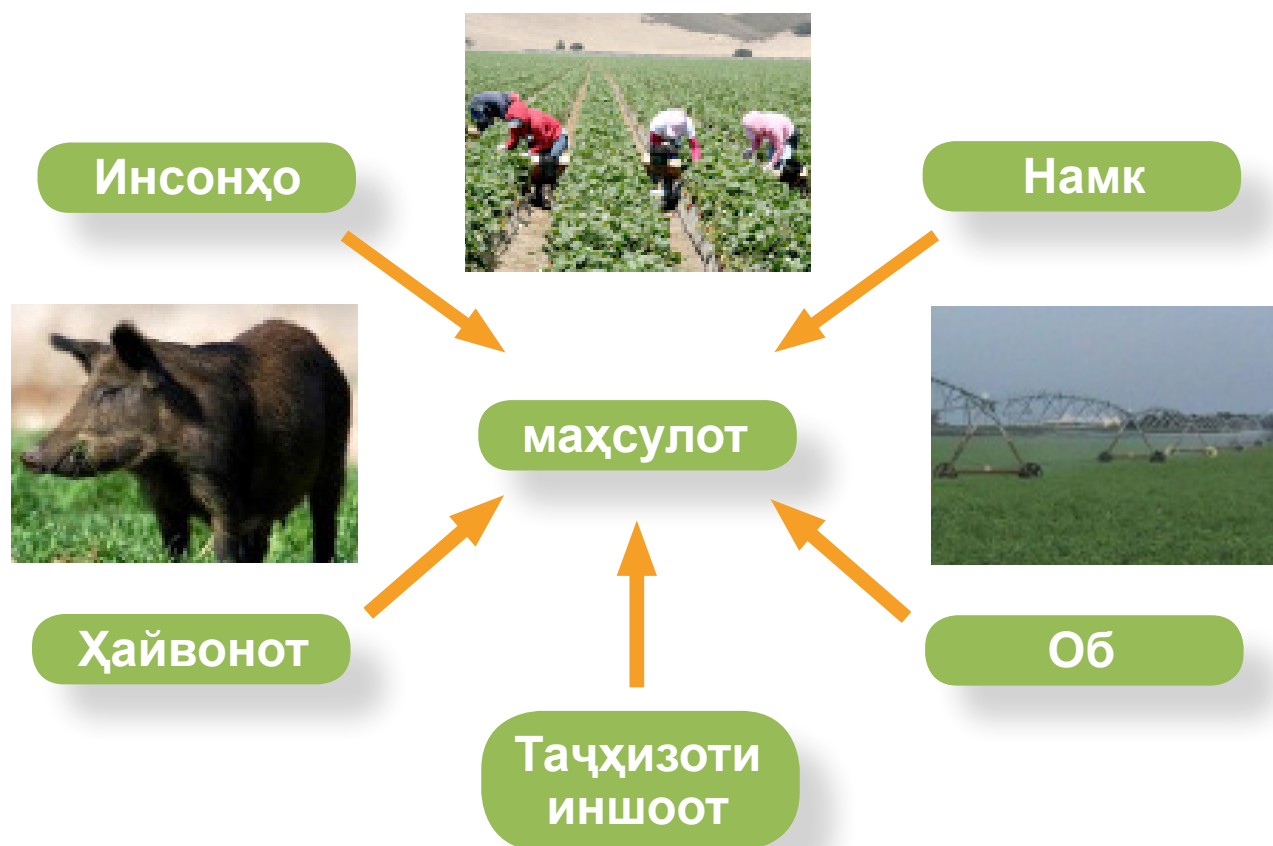 Инсонҳо
Намк
маҳсулот
Ҳайвонот
Об
Таҷҳизоти
иншоот